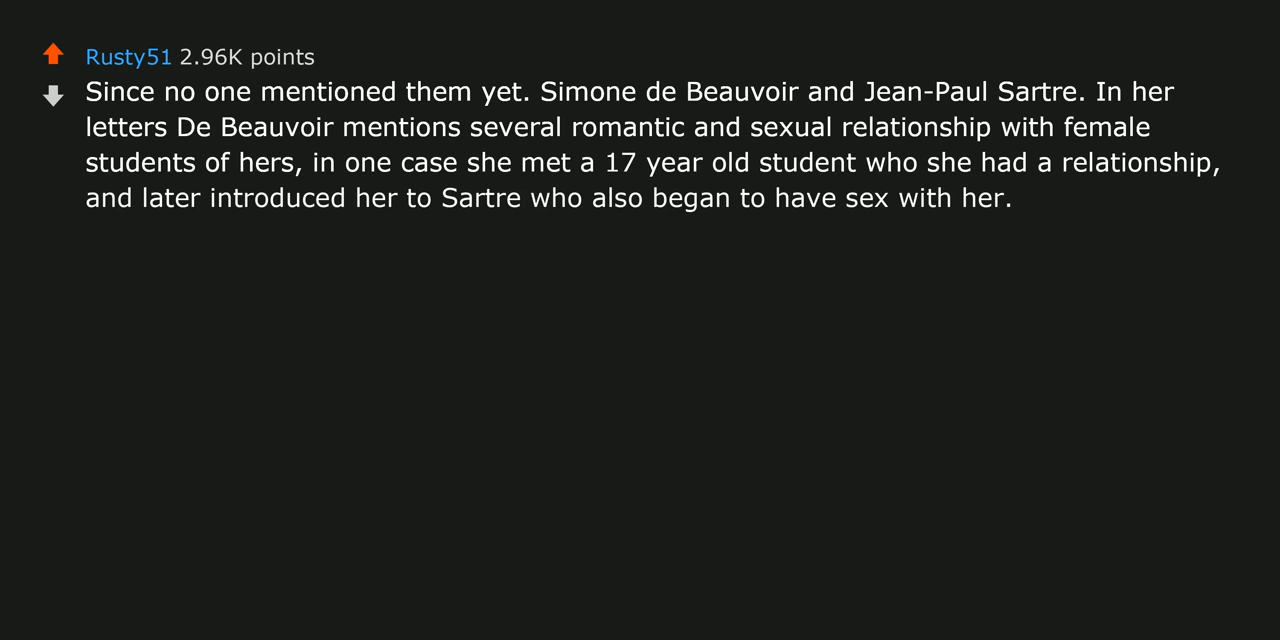 Rusty51 2.96K points
Since no one mentioned them yet. Simone de Beauvoir and Jean-Paul Sartre. In her
letters De Beauvoir mentions several romantic and sexual relationship with female
students of hers, in one case she met a 17 year old student who she had a relationship,
and later introduced her to Sartre who also began to have sex with her.